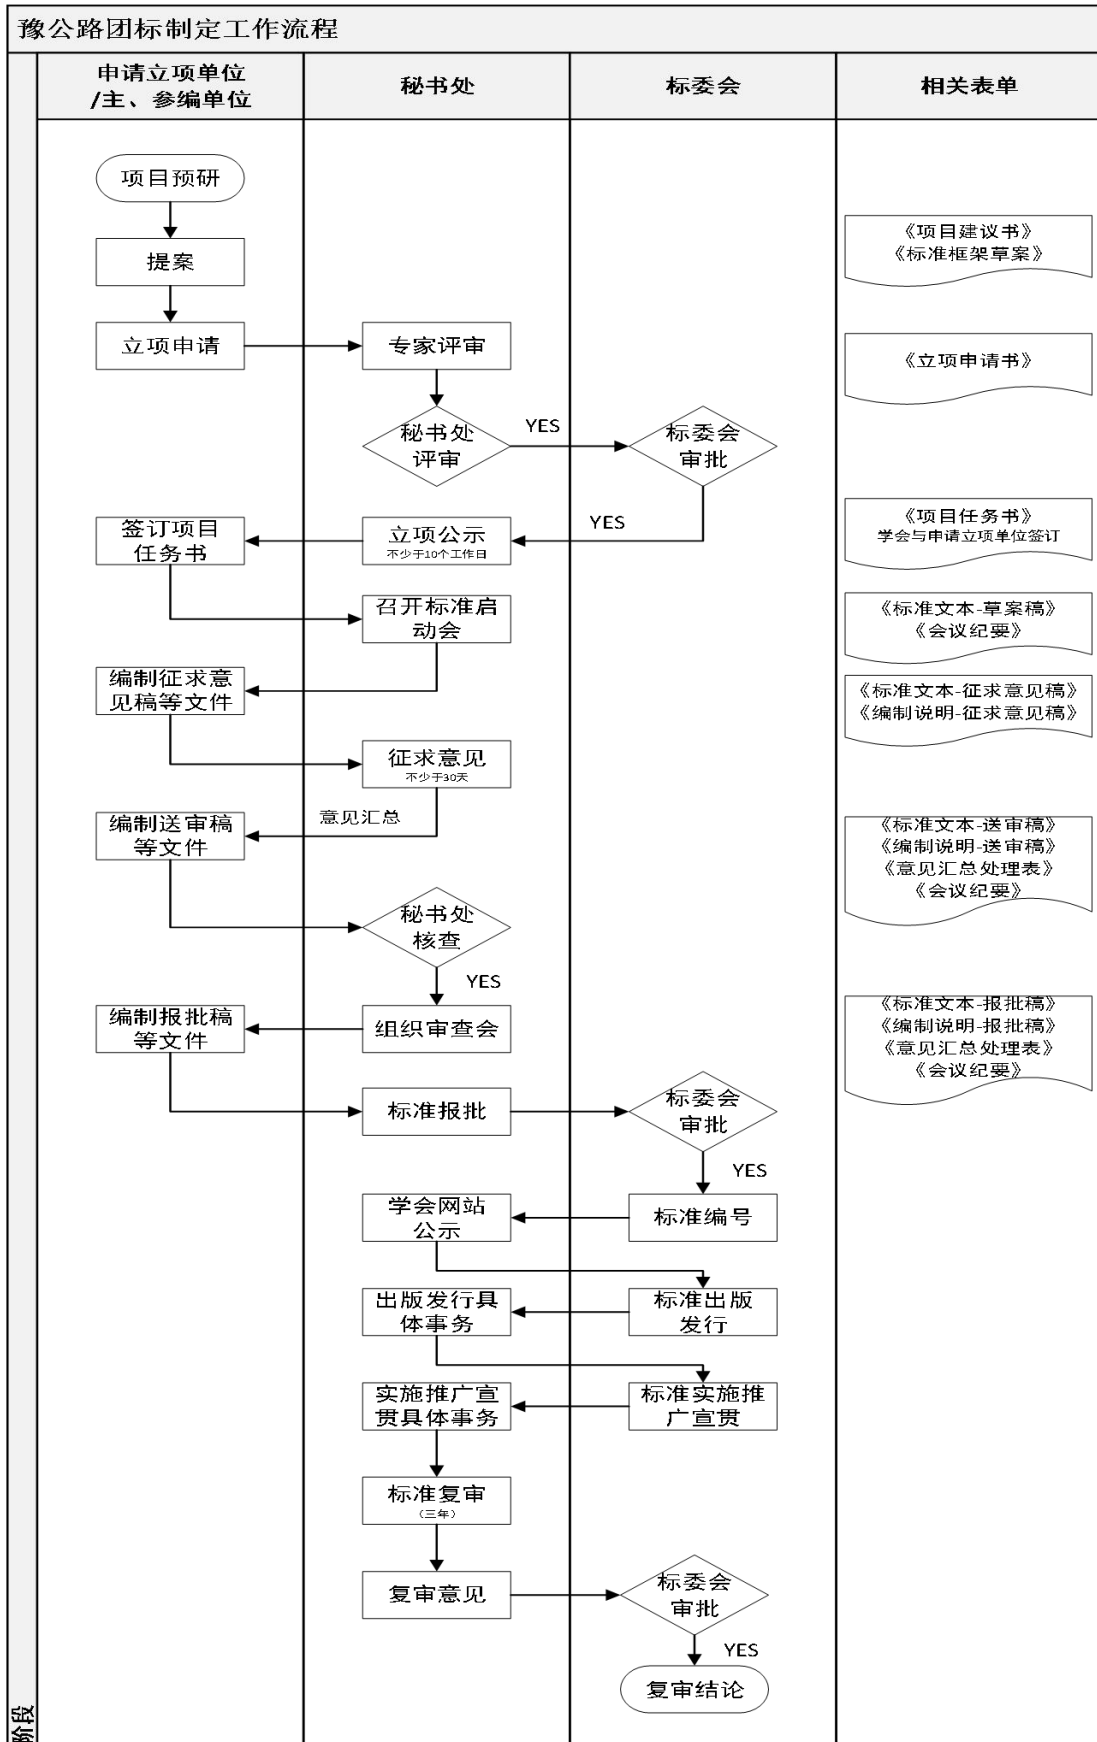 豫公路团标制定工作流程
申请立项单位
/主、参编单位
秘书处
标委会
相关表单
项目预研
提案
《项目建议书》
《标准框架草案》
立项申请
专家评审
《立项申请书》
秘书处
评审
YES
标委会
审批
YES
签订项目
任务书
立项公示
不少于10个工作日
《项目任务书》
学会与申请立项单位签订
召开标准启
动会
《标准文本-草案稿》
《会议纪要》
编制征求意
见稿等文件
《标准文本-征求意见稿》
《编制说明-征求意见稿》
征求意见
不少于30天
意见汇总
编制送审稿
等文件
《标准文本-送审稿》
《编制说明-送审稿》
《意见汇总处理表》
《会议纪要》
秘书处
核查
YES
编制报批稿
等文件
组织审查会
《标准文本-报批稿》
《编制说明-报批稿》
《意见汇总处理表》
《会议纪要》
标准报批
标委会
审批
YES
学会网站
公示
标准编号
出版发行具
体事务
标准出版
发行
实施推广宣
贯具体事务
标准实施推
广宣贯
标准复审
（三年）
复审意见
标委会
审批
YES
复审结论
阶段